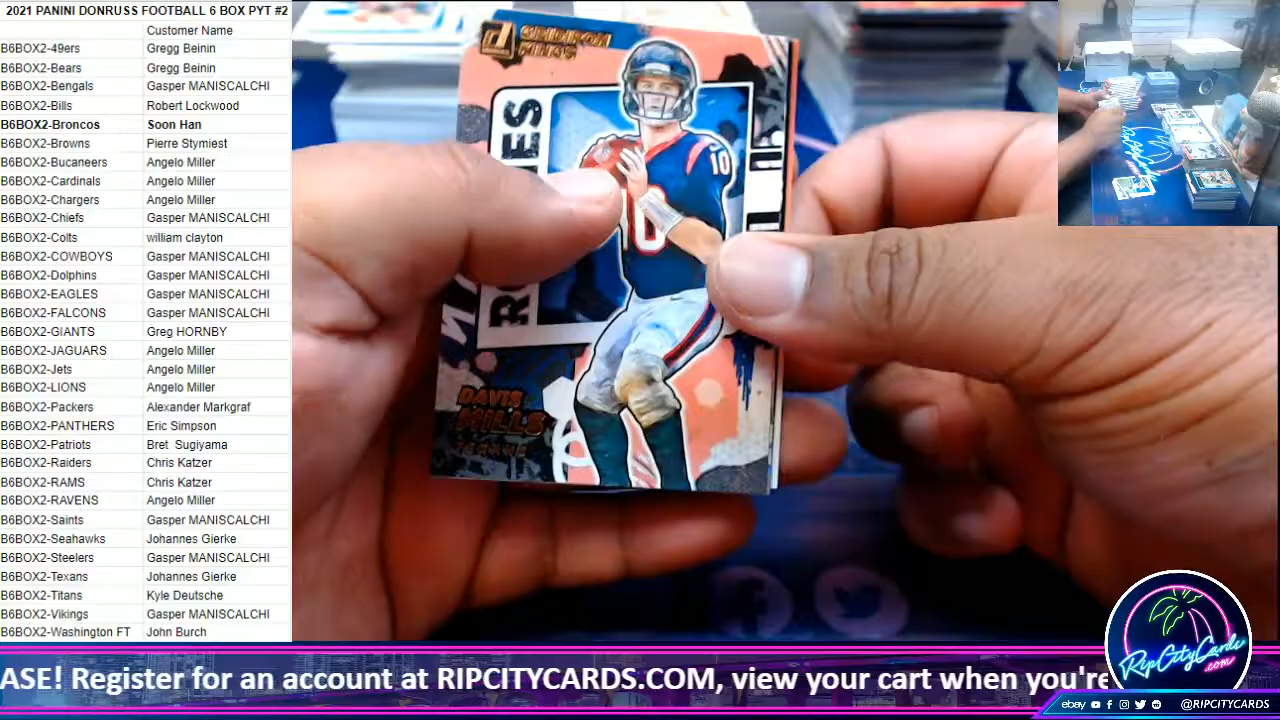 2021 PANINI DONRUSS FOOTBALL 6 BOX PYT #2
Customer Name
B6BOX2-49ers Gregg Beinin
B6BOX2-Bears Gregg Beinin
B6BOX2-Bengals Gasper MANISCALCHI
B6BOX2-Bills Robert Lockwood
B6BOX2-Broncos Soon Han
B6BOX2-Browns Pierre Stymiest
B6BOX2-Bucaneers Angelo Miller
B6BOX2-Cardinals Angelo Miller
B6BOX2-Chargers Angelo Miller
B6BOX2-Chiefs Gasper MANISCALCHI
B6BOX2-Colts william clayton
B6BOX2-COWBOYS Gasper MANISCALCHI
B6BOX2-Dolphins Gasper MANISCALCHI
B6BOX2-EAGLES Gasper MANISCALCHI
B6BOX2-FALCONS Gasper MANISCALCHI
B6BOX2-GIANTS Greg HORNBY
B6BOX2-JAGUARS Angelo Miller
B6BOX2-Jets Angelo Miller
B6BOX2-LIONS Angelo Miller
B6BOX2-Packers Alexander Markgraf
B6BOX2-PANTHERS Eric Simpson
B6BOX2-Patriots Bret Sugiyama
B6BOX2-Raiders Chris Katzer
B6BOX2-RAMS Chris Katzer
B6BOX2-RAVENS Angelo Miller
B6BOX2-Saints Gasper MANISCALCHI
B6BOX2-Seahawks Johannes Gierke
B6BOX2-Steelers Gasper MANISCALCHI
B6BOX2-Texans Johannes Gierke
B6BOX2-Titans Kyle Deutsche
B6BOX2-Vikings Gasper MANISCALCHI
B6BOX2-Washington FT John Burch
GRIDIRON
KINGS
10
10
DAVIS
MILLS
RipCityCards
.com
ASE! Register for an account at RIPCITYCARDS.COM, view your cart when you're
ebay @RIPCITYCARDS